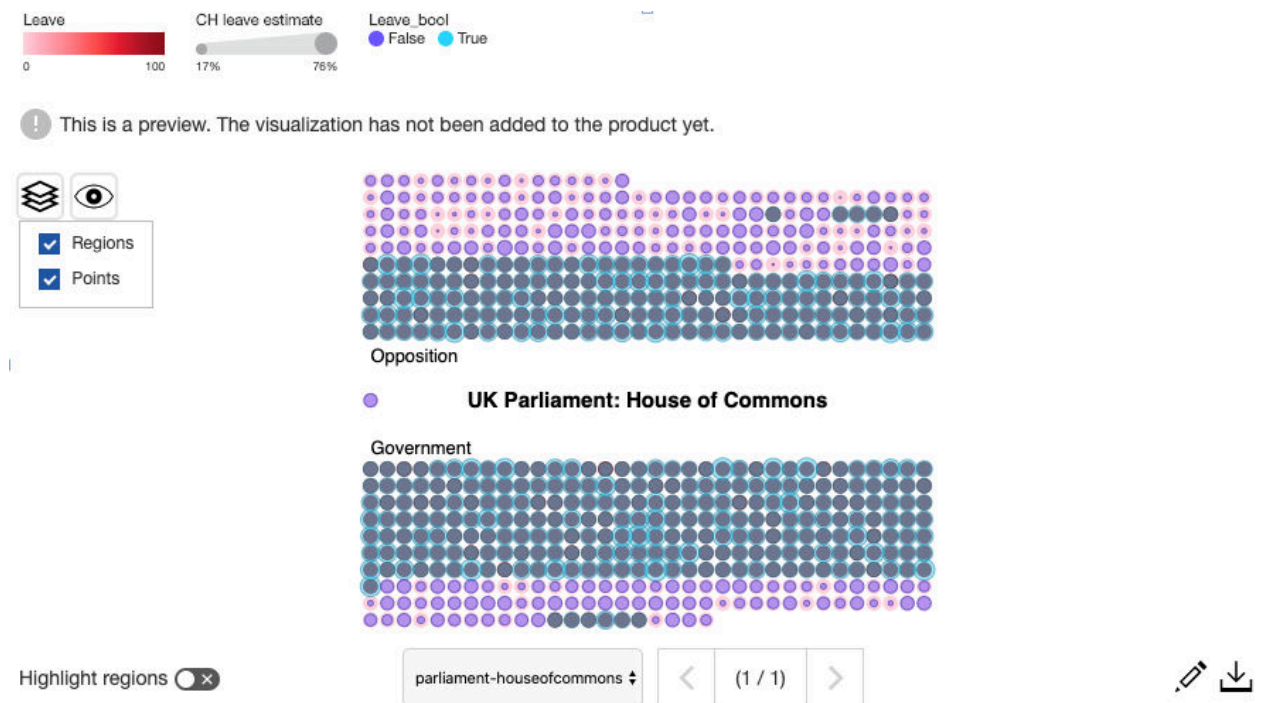 Leave CH leave estimate Leave_bool
False True
0 100 17% 76%
! This is a preview. The visualization has not been added to the product yet.
Regions
Points
Opposition
UK Parliament: House of Commons
Government
Highlight regions parliament-houseofcommons (1 / 1)